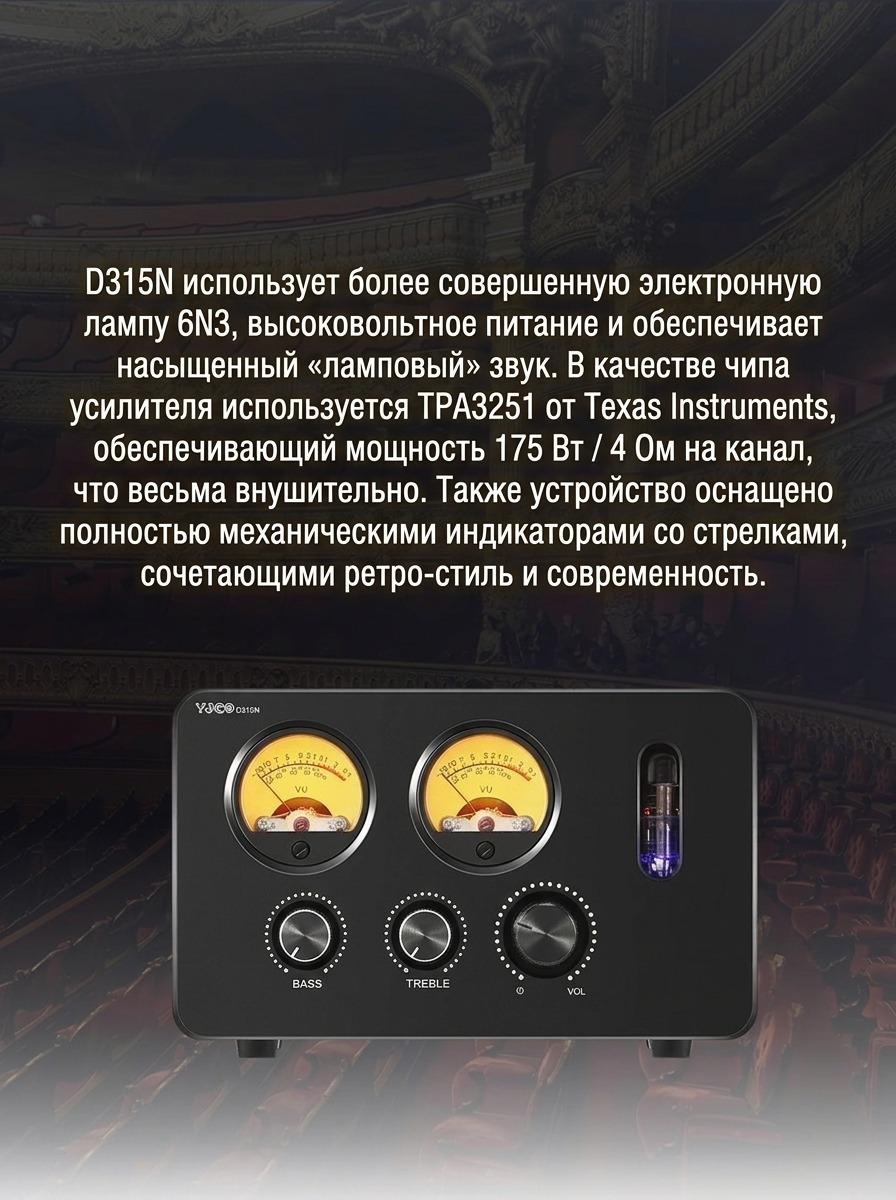 D315N использует более совершенную электронную
лампу 6N3, высоковольтное питание и обеспечивает
насыщенный «ламповый» звук. В качестве чипа
усилителя используется TPA3251 от Texas Instruments,
обеспечивающий мощность 175 Вт / 4 Ом на канал,
что весьма внушительно. Также устройство оснащено
полностью механическими индикаторами со стрелками,
сочетающими ретро-стиль и современность.
D315N
VU
VU
BASS
TREBLE
VOL